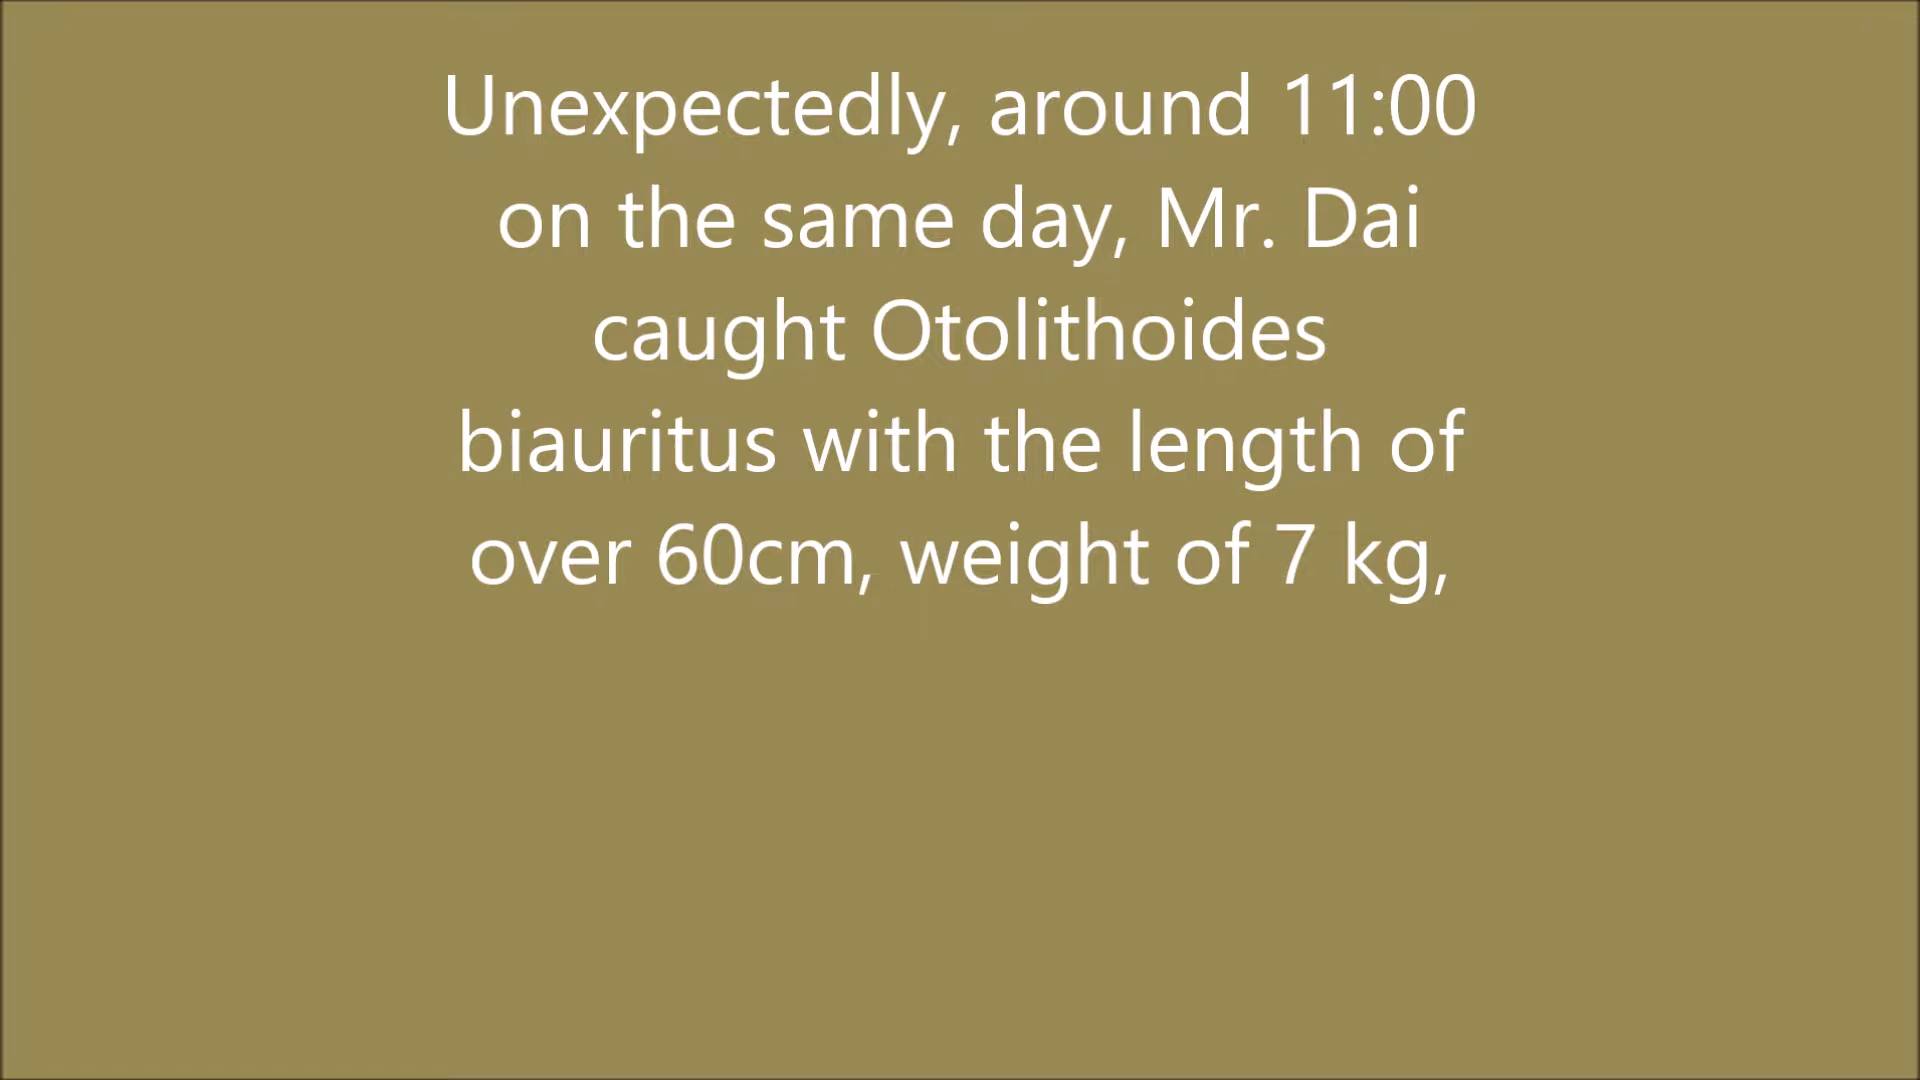 Unexpectedly, around 11:00
on the same day, Mr. Dai
caught Otolithoides
biauritus with the length of
over 60cm, weight of 7 kg,